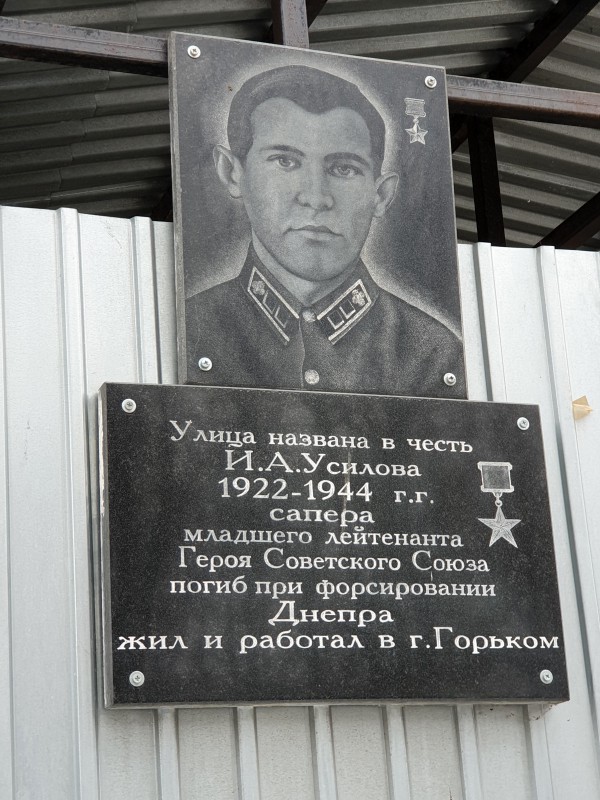 Улица названа в честь
И.А.Усилова
1922-1944 г.г.
сапера
младшего лейтенанта
Героя Советского Союза
погиб при форсировании
Днепра
жил и работал в г.Горьком